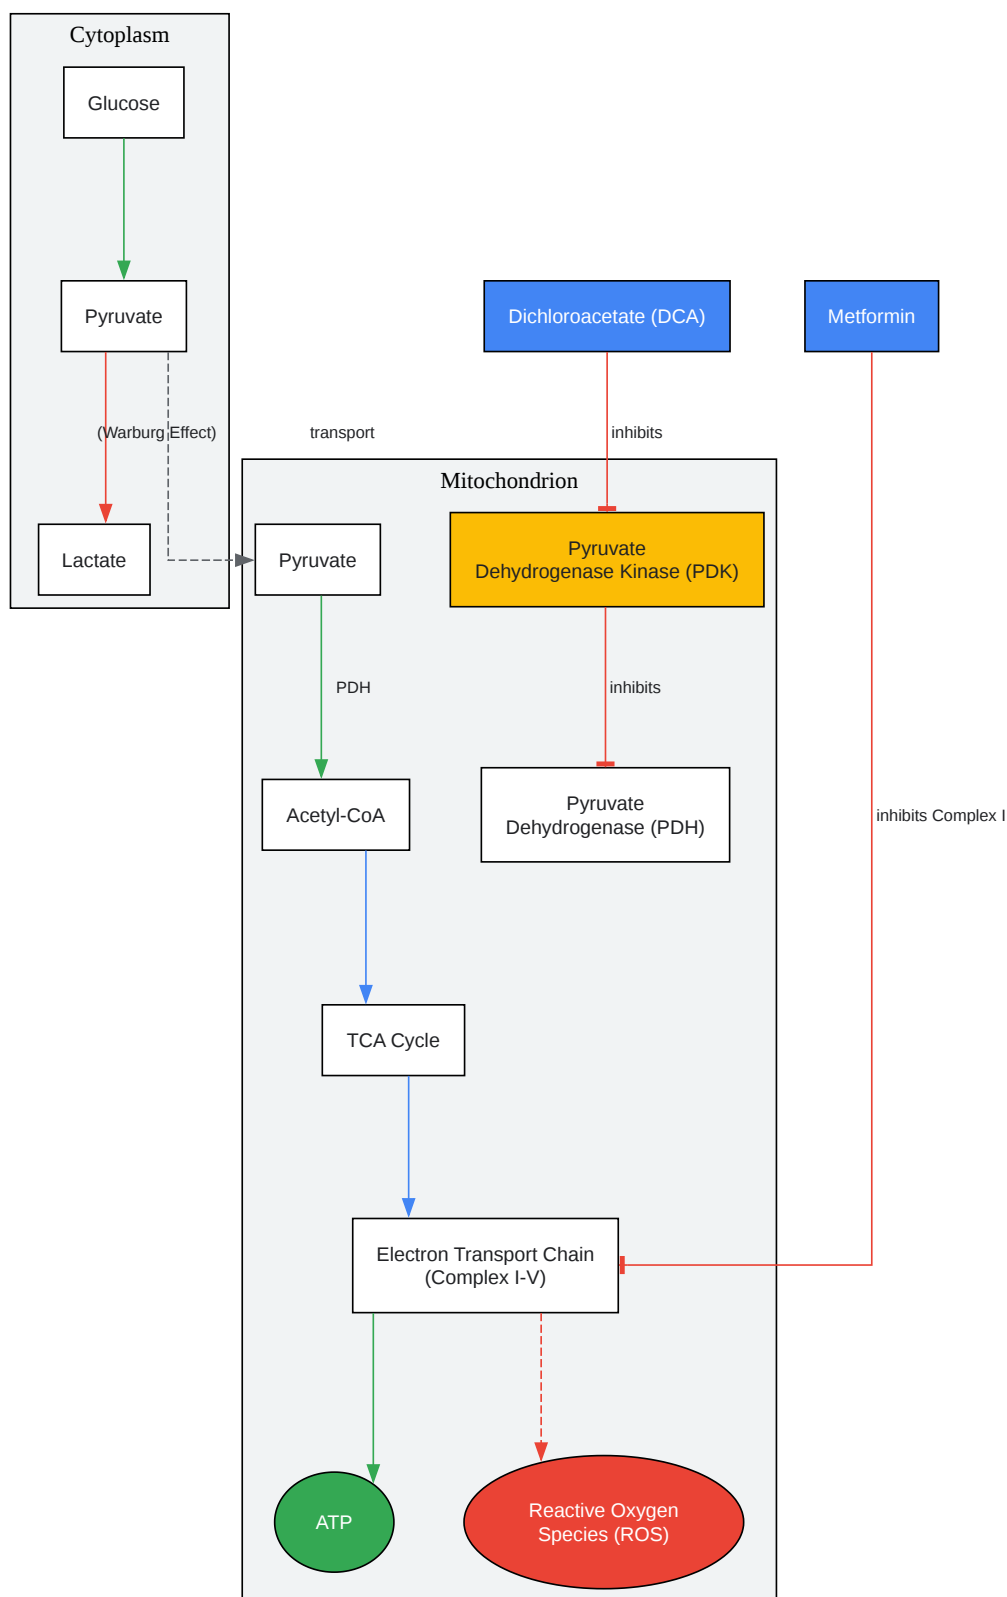 Cytoplasm
Glucose
Pyruvate
Dichloroacetate (DCA)
Metformin
(Warburg Effect)
transport
inhibits
Mitochondrion
Lactate
Pyruvate
Pyruvate
Dehydrogenase Kinase (PDK)
PDH
inhibits
Acetyl-CoA
Pyruvate
Dehydrogenase (PDH)
inhibits Complex I
TCA Cycle
Electron Transport Chain
(Complex I-V)
ATP
Reactive Oxygen
Species (ROS)